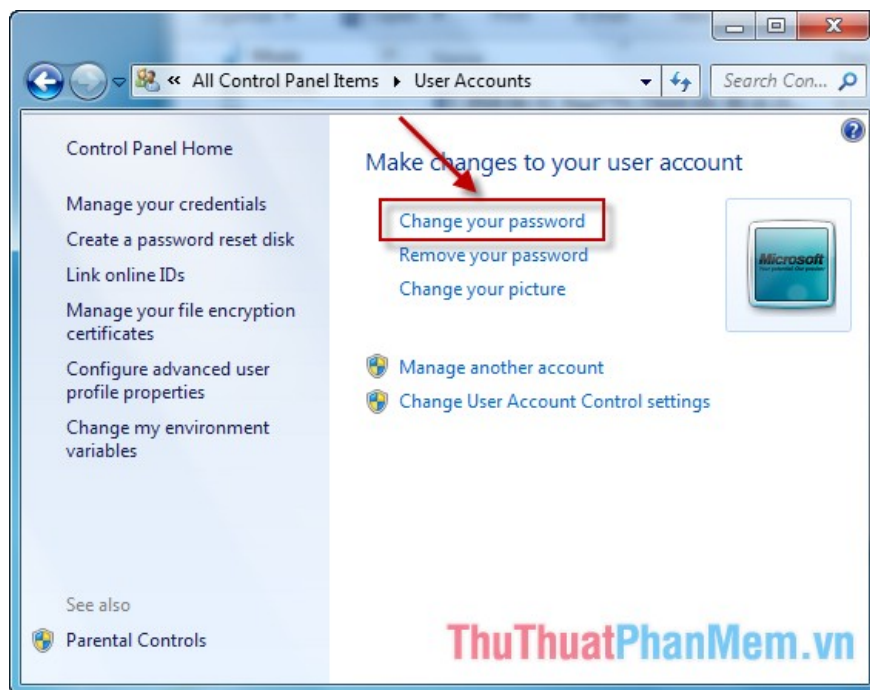 « All Control Panel Items ▸ User Accounts
Search Con...
Control Panel Home
Manage your credentials
Create a password reset disk
Link online IDs
Manage your file encryption
certificates
Configure advanced user
profile properties
Change my environment
variables
See also
Parental Controls
Make changes to your user account
Change your password
Remove your password
Change your picture
Microsoft
Manage another account
Change User Account Control settings
ThuThuatPhanMem.vn